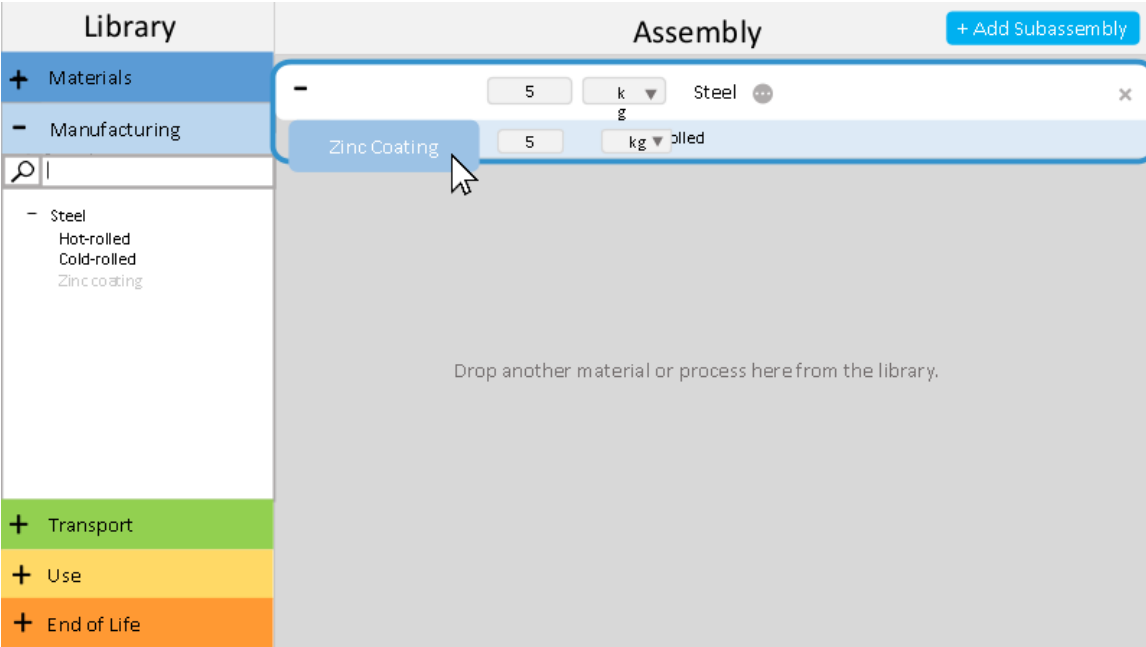 Library
Assembly
+ Add Subassembly
+ Materials
- Manufacturing
- Steel
Hot-rolled
Cold-rolled
Zinc coating
+ Transport
+ Use
+ End of Life
- 5 kg Steel
Zinc Coating 5 kg olled
Drop another material or process here from the library.